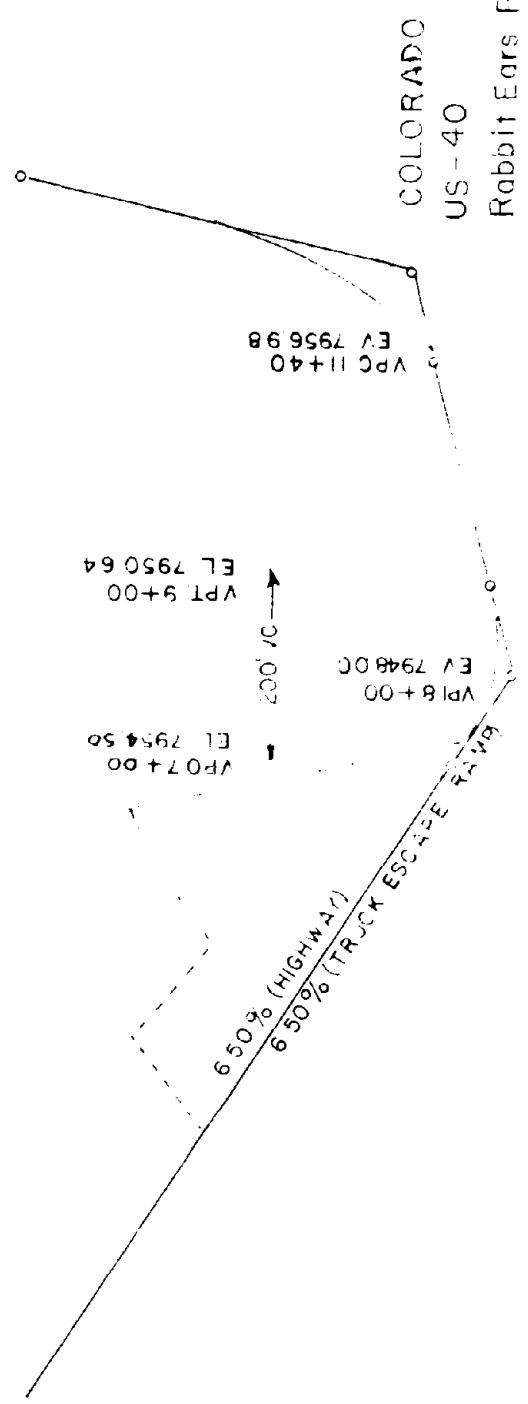 COLORADO
US-40
Rabbit Ears
VPC 11+40
EV 7956.98
VPT 9+00
EL 7950.64
200' VC
VPI 8+00
EV 7948.00
VPO 7+00
EL 7954.50
6.50% (HIGHWAY)
6.50% (TRUCK ESCAPE RAMP)